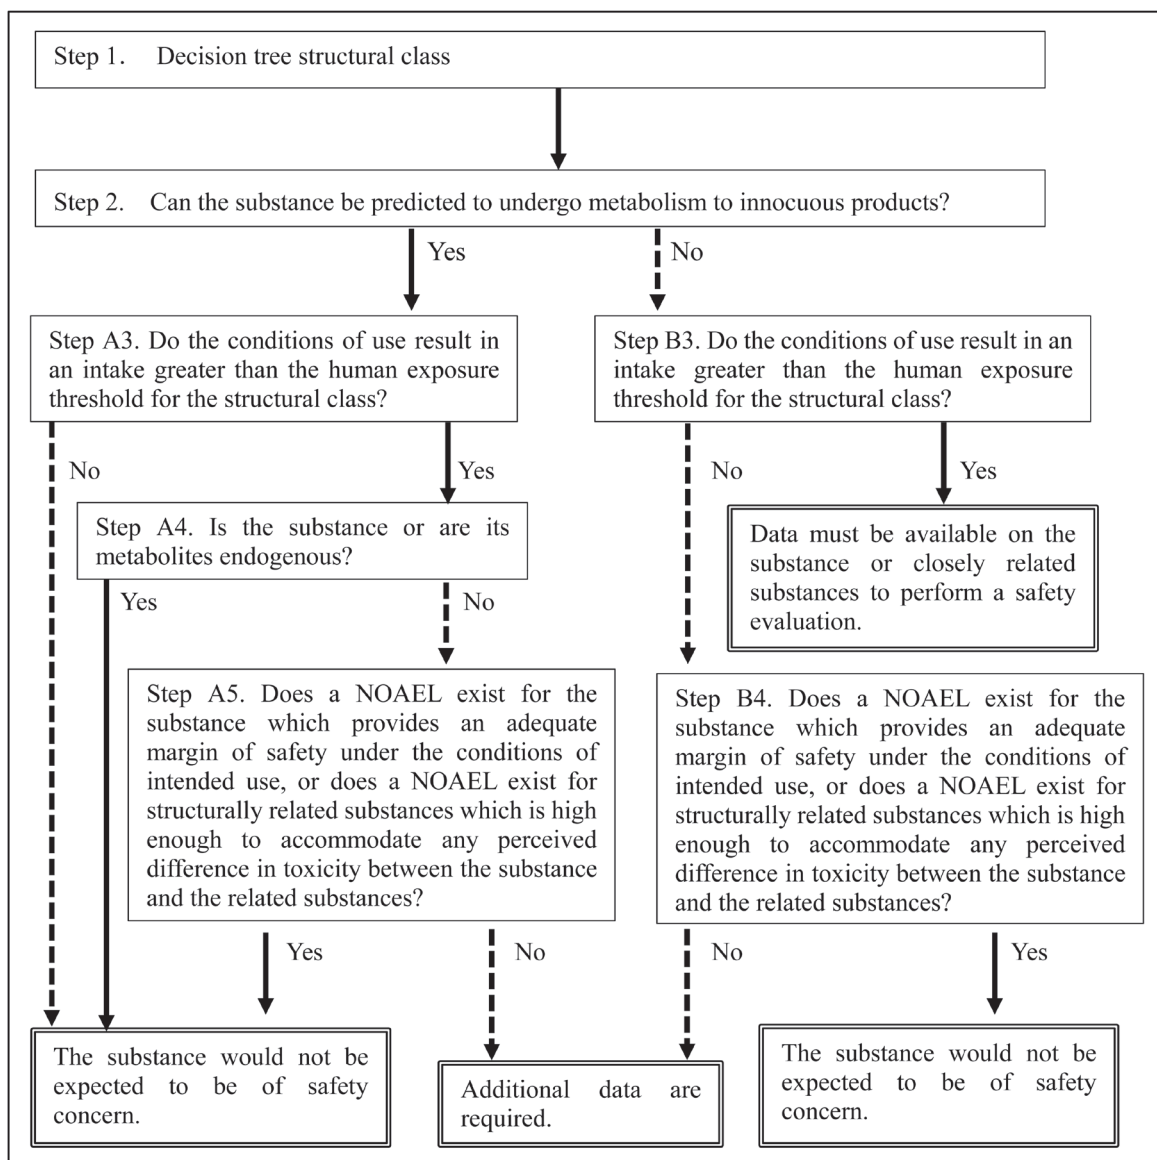 Step 1. Decision tree structural class
Step 2. Can the substance be predicted to undergo metabolism to innocuous products?
Yes
No
Step A3. Do the conditions of use result in
an intake greater than the human exposure
threshold for the structural class?
Step B3. Do the conditions of use result in an
intake greater than the human exposure
threshold for the structural class?
No
Yes
No
Yes
Step A4. Is the substance or are its
metabolites endogenous?
Data must be available on the
substance or closely related
substances to perform a safety
evaluation.
Yes
No
Step A5. Does a NOAEL exist for the
substance which provides an adequate
margin of safety under the conditions of
intended use, or does a NOAEL exist for
structurally related substances which is high
enough to accommodate any perceived
difference in toxicity between the substance
and the related substances?
Step B4. Does a NOAEL exist for the
substance which provides an adequate
margin of safety under the conditions of
intended use, or does a NOAEL exist for
structurally related substances which is high
enough to accommodate any perceived
difference in toxicity between the substance
and the related substances?
Yes
No
No
Yes
The substance would not be
expected to be of safety
concern.
Additional data are
required.
The substance would not be
expected to be of safety
concern.